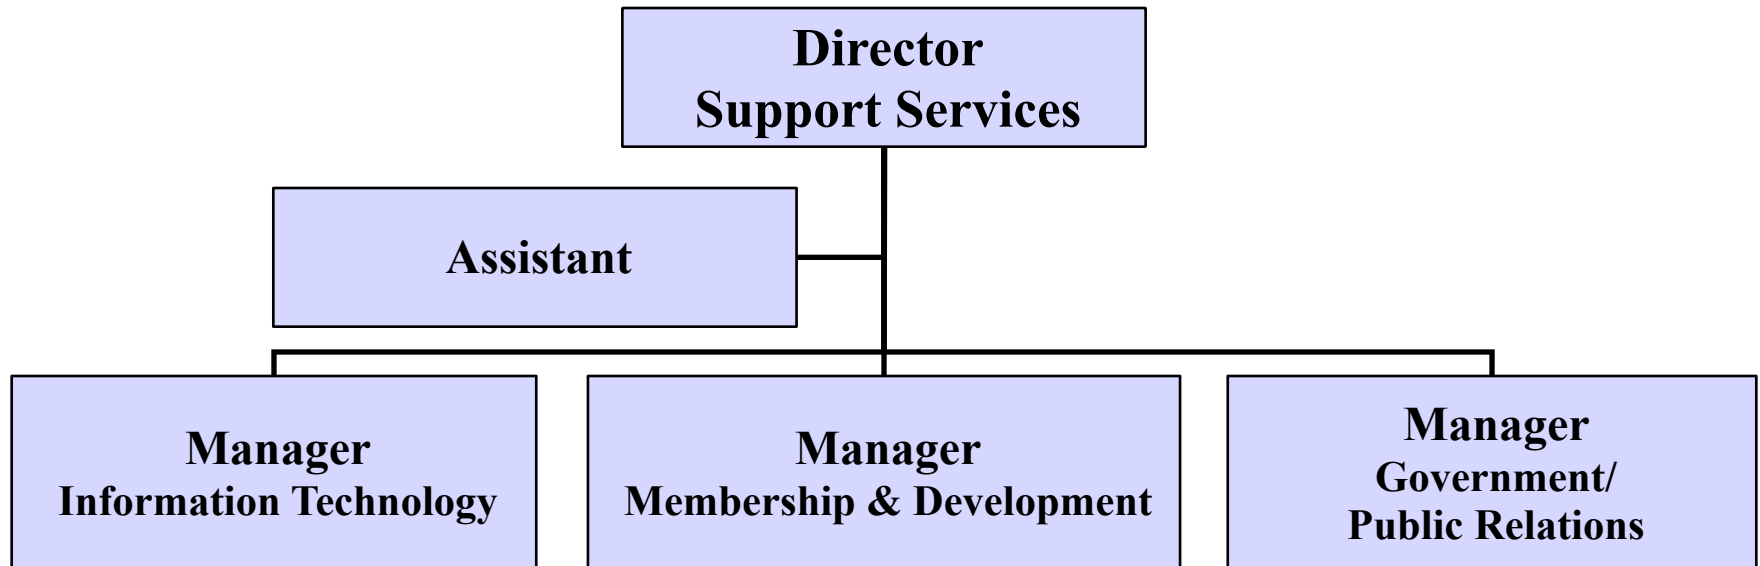 Director
Support Services
Assistant
Manager
Information Technology
Manager
Membership & Development
Manager
Government/
Public Relations